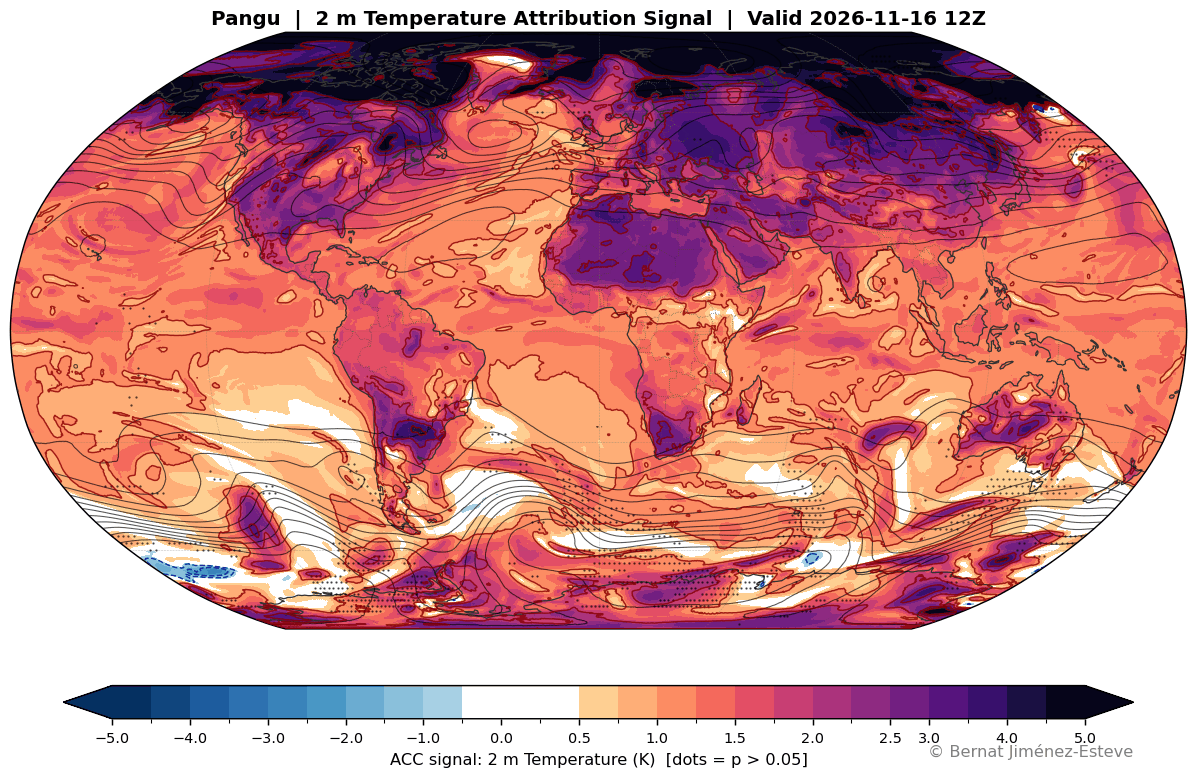 Pangu | 2 m Temperature Attribution Signal | Valid 2026-11-16 12Z
−5.0 −4.0 −3.0 −2.0 −1.0 0.0 0.5 1.0 1.5 2.0 2.5 3.0 4.0 5.0
© Bernat Jiménez-Esteve
ACC signal: 2 m Temperature (K) [dots = p > 0.05]